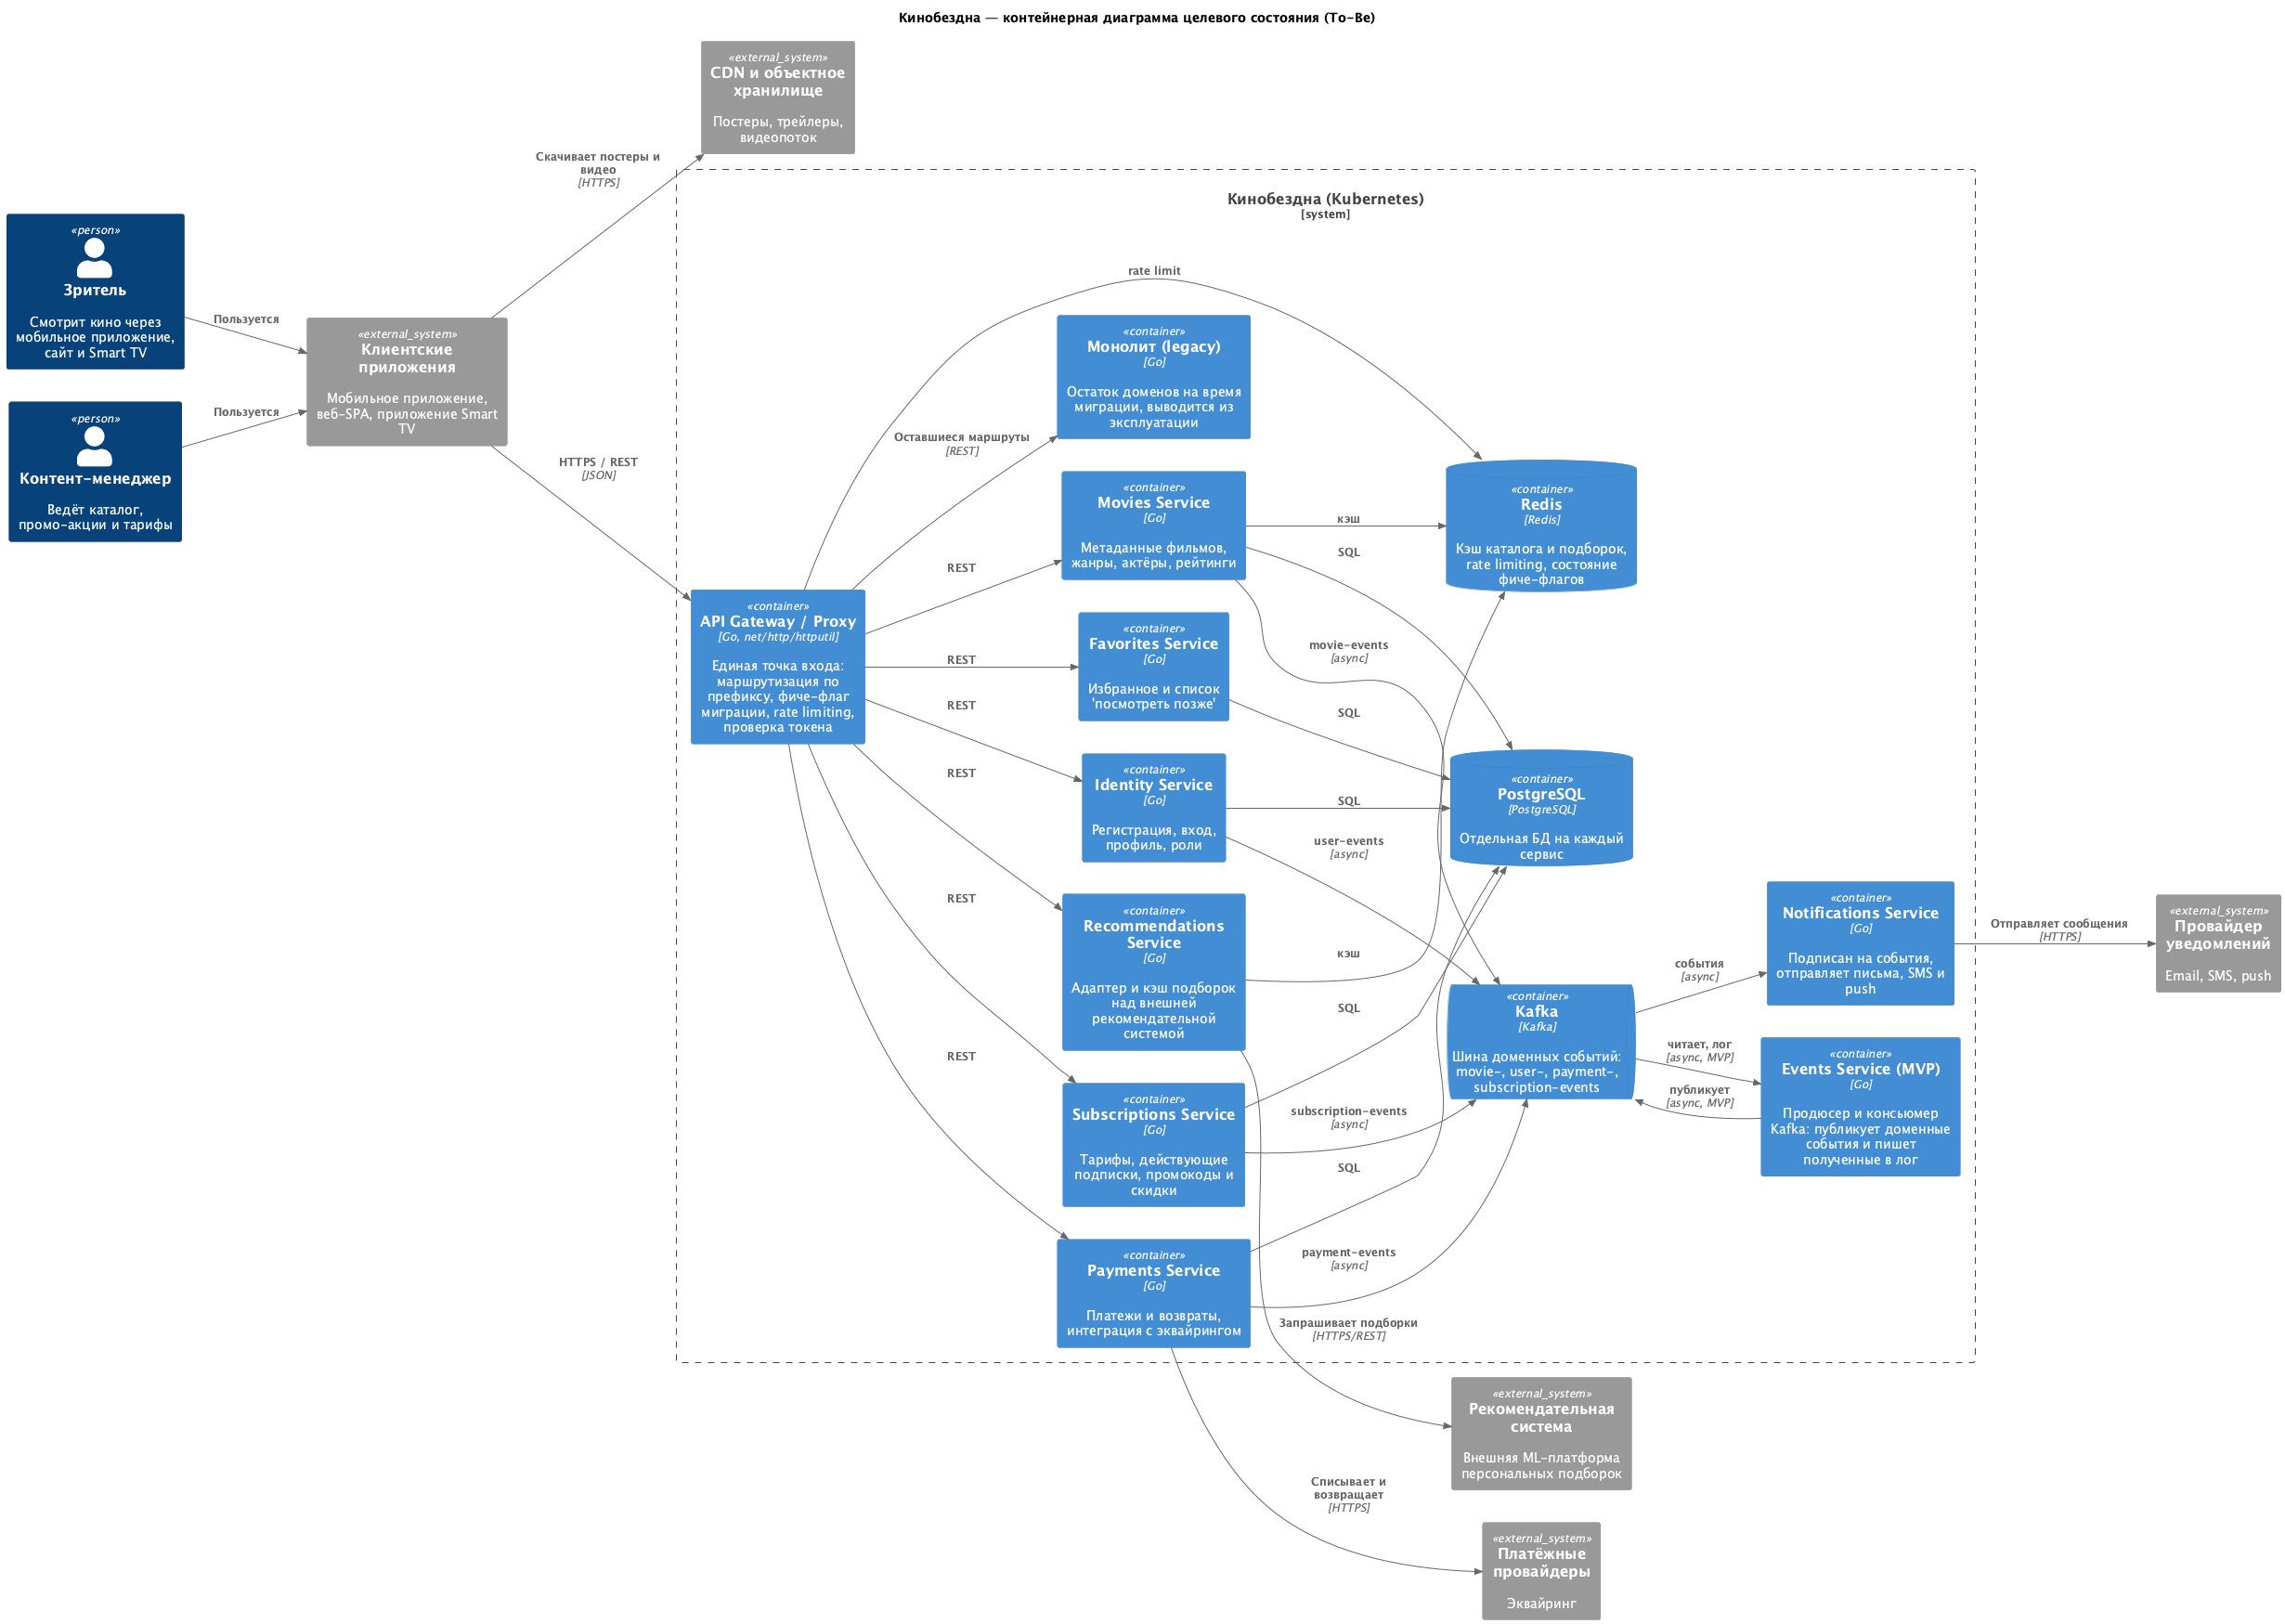 Кинобездна — контейнерная диаграмма целевого состояния (To-Be)
«external_system»
CDN и объектное
хранилище
Постеры, трейлеры,
видеопоток
Скачивает постеры и
видео
[HTTPS]
Кинобездна (Kubernetes)
[system]
«person»
Зритель
Смотрит кино через
мобильное приложение,
сайт и Smart TV
Пользуется
«external_system»
Клиентские
приложения
Мобильное приложение,
веб-SPA, приложение Smart
TV
«person»
Контент-менеджер
Ведёт каталог,
промо-акции и тарифы
Пользуется
HTTPS / REST
[JSON]
rate limit
«container»
Монолит (legacy)
[Go]
Остаток доменов на время
миграции, выводится из
эксплуатации
Оставшиеся маршруты
[REST]
«container»
Movies Service
[Go]
Метаданные фильмов,
жанры, актёры, рейтинги
REST
кэш
SQL
«container»
Redis
[Redis]
Кэш каталога и подборок,
rate limiting, состояние
фиче-флагов
«container»
API Gateway / Proxy
[Go, net/http/httputil]
Единая точка входа:
маршрутизация по
префиксу, фиче-флаг
миграции, rate limiting,
проверка токена
REST
«container»
Favorites Service
[Go]
Избранное и список
'посмотреть позже'
movie-events
[async]
SQL
REST
«container»
Identity Service
[Go]
Регистрация, вход,
профиль, роли
SQL
user-events
[async]
«container»
PostgreSQL
[PostgreSQL]
Отдельная БД на каждый
сервис
REST
«container»
Recommendations
Service
[Go]
Адаптер и кэш подборок
над внешней
рекомендательной
системой
кэш
SQL
REST
«container»
Kafka
[Kafka]
Шина доменных событий:
movie-, user-, payment-,
subscription-events
события
[async]
«container»
Notifications Service
[Go]
Подписан на события,
отправляет письма, SMS и
push
Отправляет сообщения
[HTTPS]
«external_system»
Провайдер
уведомлений
Email, SMS, push
читает, лог
[async, MVP]
публикует
[async, MVP]
«container»
Events Service (MVP)
[Go]
Продюсер и консьюмер
Kafka: публикует доменные
события и пишет
полученные в лог
REST
«container»
Subscriptions Service
[Go]
Тарифы, действующие
подписки, промокоды и
скидки
subscription-events
[async]
SQL
«container»
Payments Service
[Go]
Платежи и возвраты,
интеграция с эквайрингом
payment-events
[async]
Запрашивает подборки
[HTTPS/REST]
«external_system»
Рекомендательная
система
Внешняя ML-платформа
персональных подборок
Списывает и
возвращает
[HTTPS]
«external_system»
Платёжные
провайдеры
Эквайринг